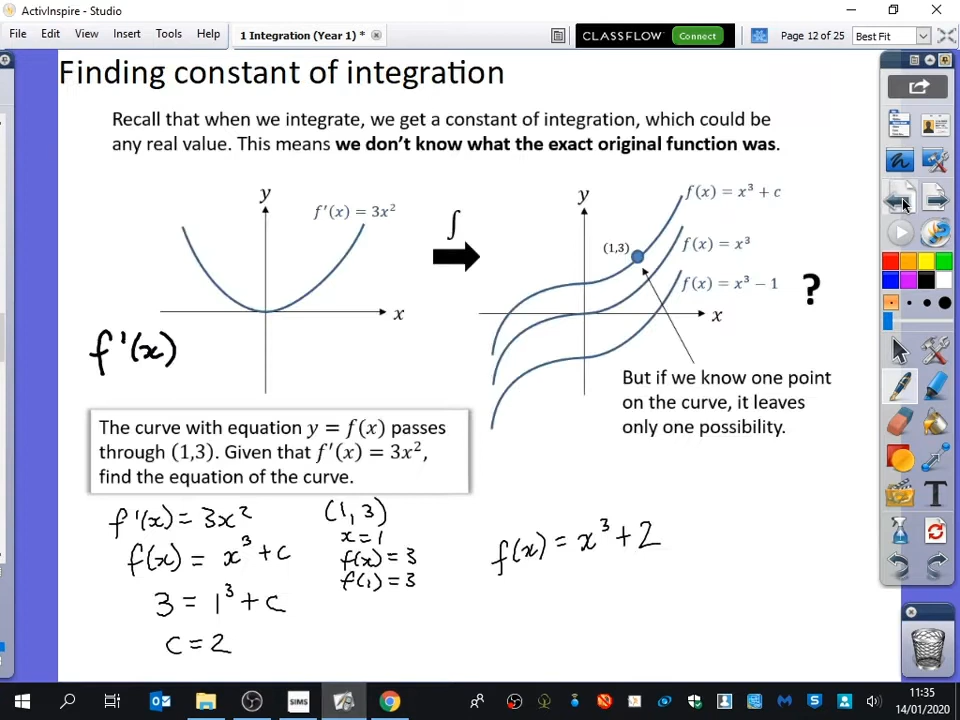 ActivInspire - Studio
File Edit View Insert Tools Help
1 Integration (Year 1) *
CLASSFLOW Connect
Page 12 of 25
Best Fit
Finding constant of integration
Recall that when we integrate, we get a constant of integration, which could be
any real value. This means we don't know what the exact original function was.
y
f′(x) = 3x²
x
∫
y
f(x) = x³ + c
(1,3)
f(x) = x³
f(x) = x³ − 1
x
?
f'(x)
But if we know one point
on the curve, it leaves
only one possibility.
The curve with equation y = f(x) passes
through (1,3). Given that f′(x) = 3x²,
find the equation of the curve.
f'(x) = 3x²
f(x) = x³ + c
3 = 1³ + c
c = 2
(1, 3)
x = 1
f(x) = 3
f(1) = 3
f(x) = x³ + 2
T
SIMS
11:35
14/01/2020